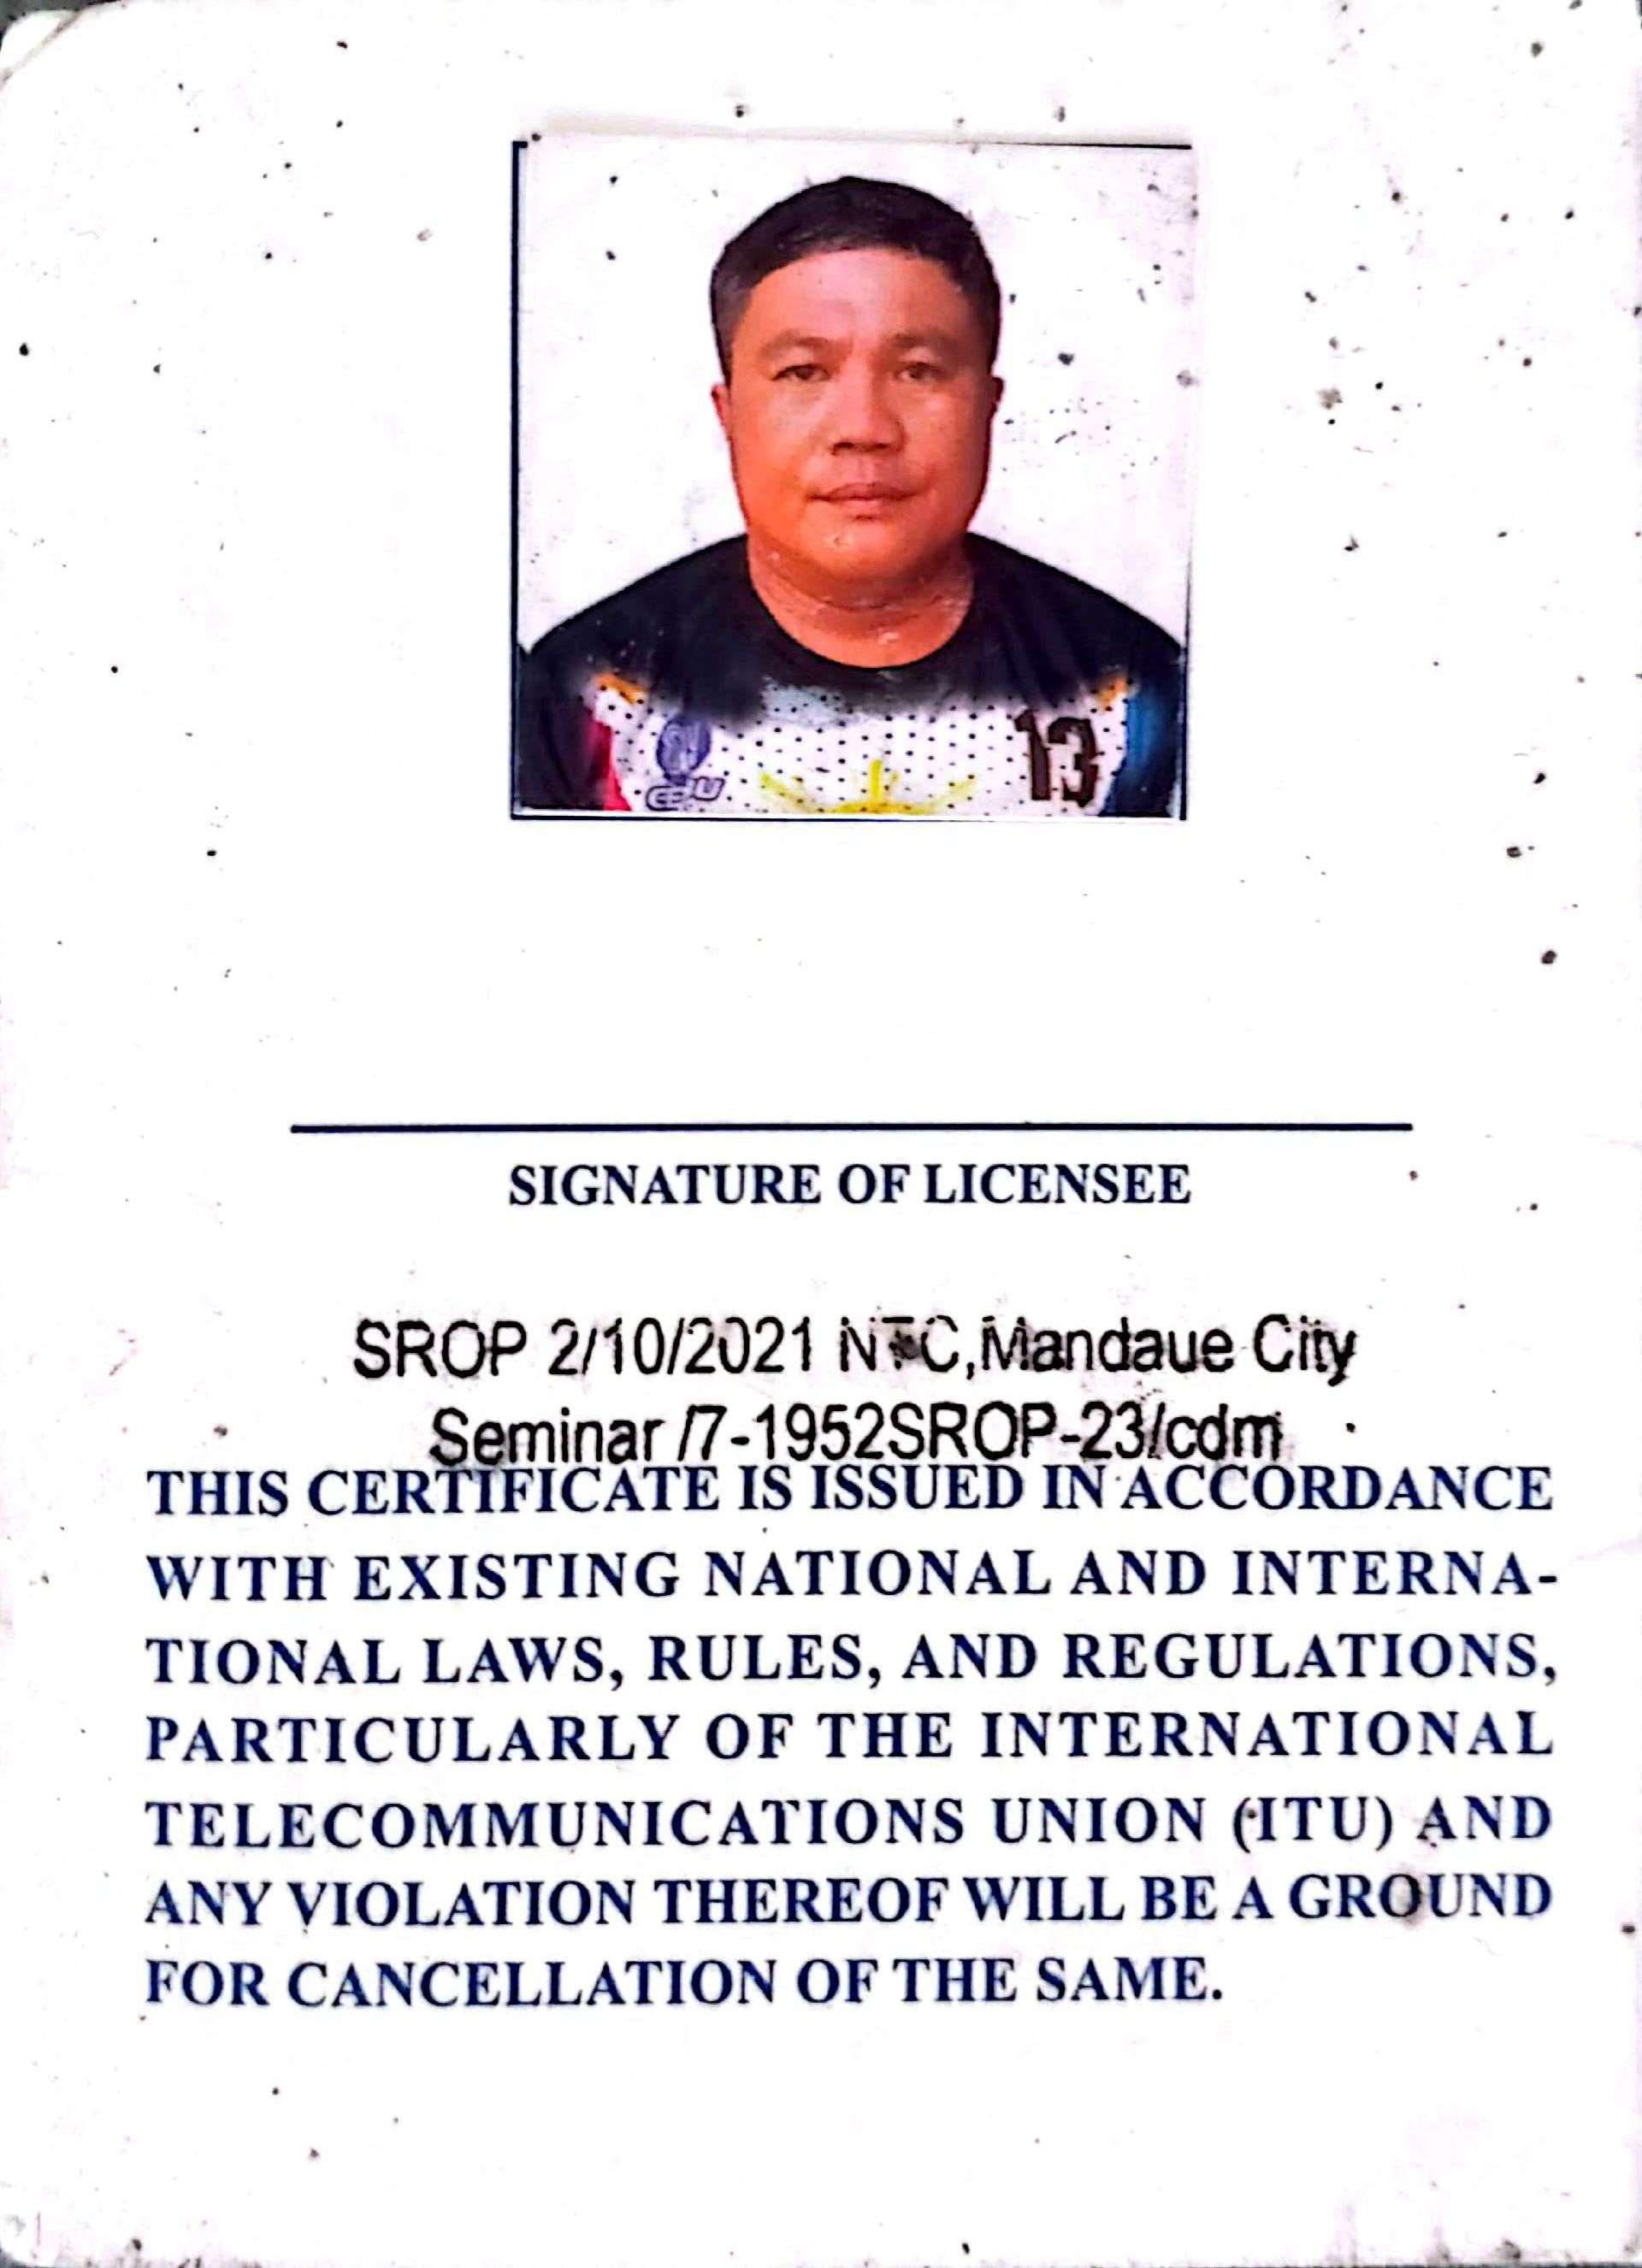 13
SIGNATURE OF LICENSEE
SROP 2/10/2021 NTC,Mandaue City
Seminar /7-1952SROP-23/cdm
THIS CERTIFICATE IS ISSUED IN ACCORDANCE
WITH EXISTING NATIONAL AND INTERNA-
TIONAL LAWS, RULES, AND REGULATIONS,
PARTICULARLY OF THE INTERNATIONAL
TELECOMMUNICATIONS UNION (ITU) AND
ANY VIOLATION THEREOF WILL BE A GROUND
FOR CANCELLATION OF THE SAME.